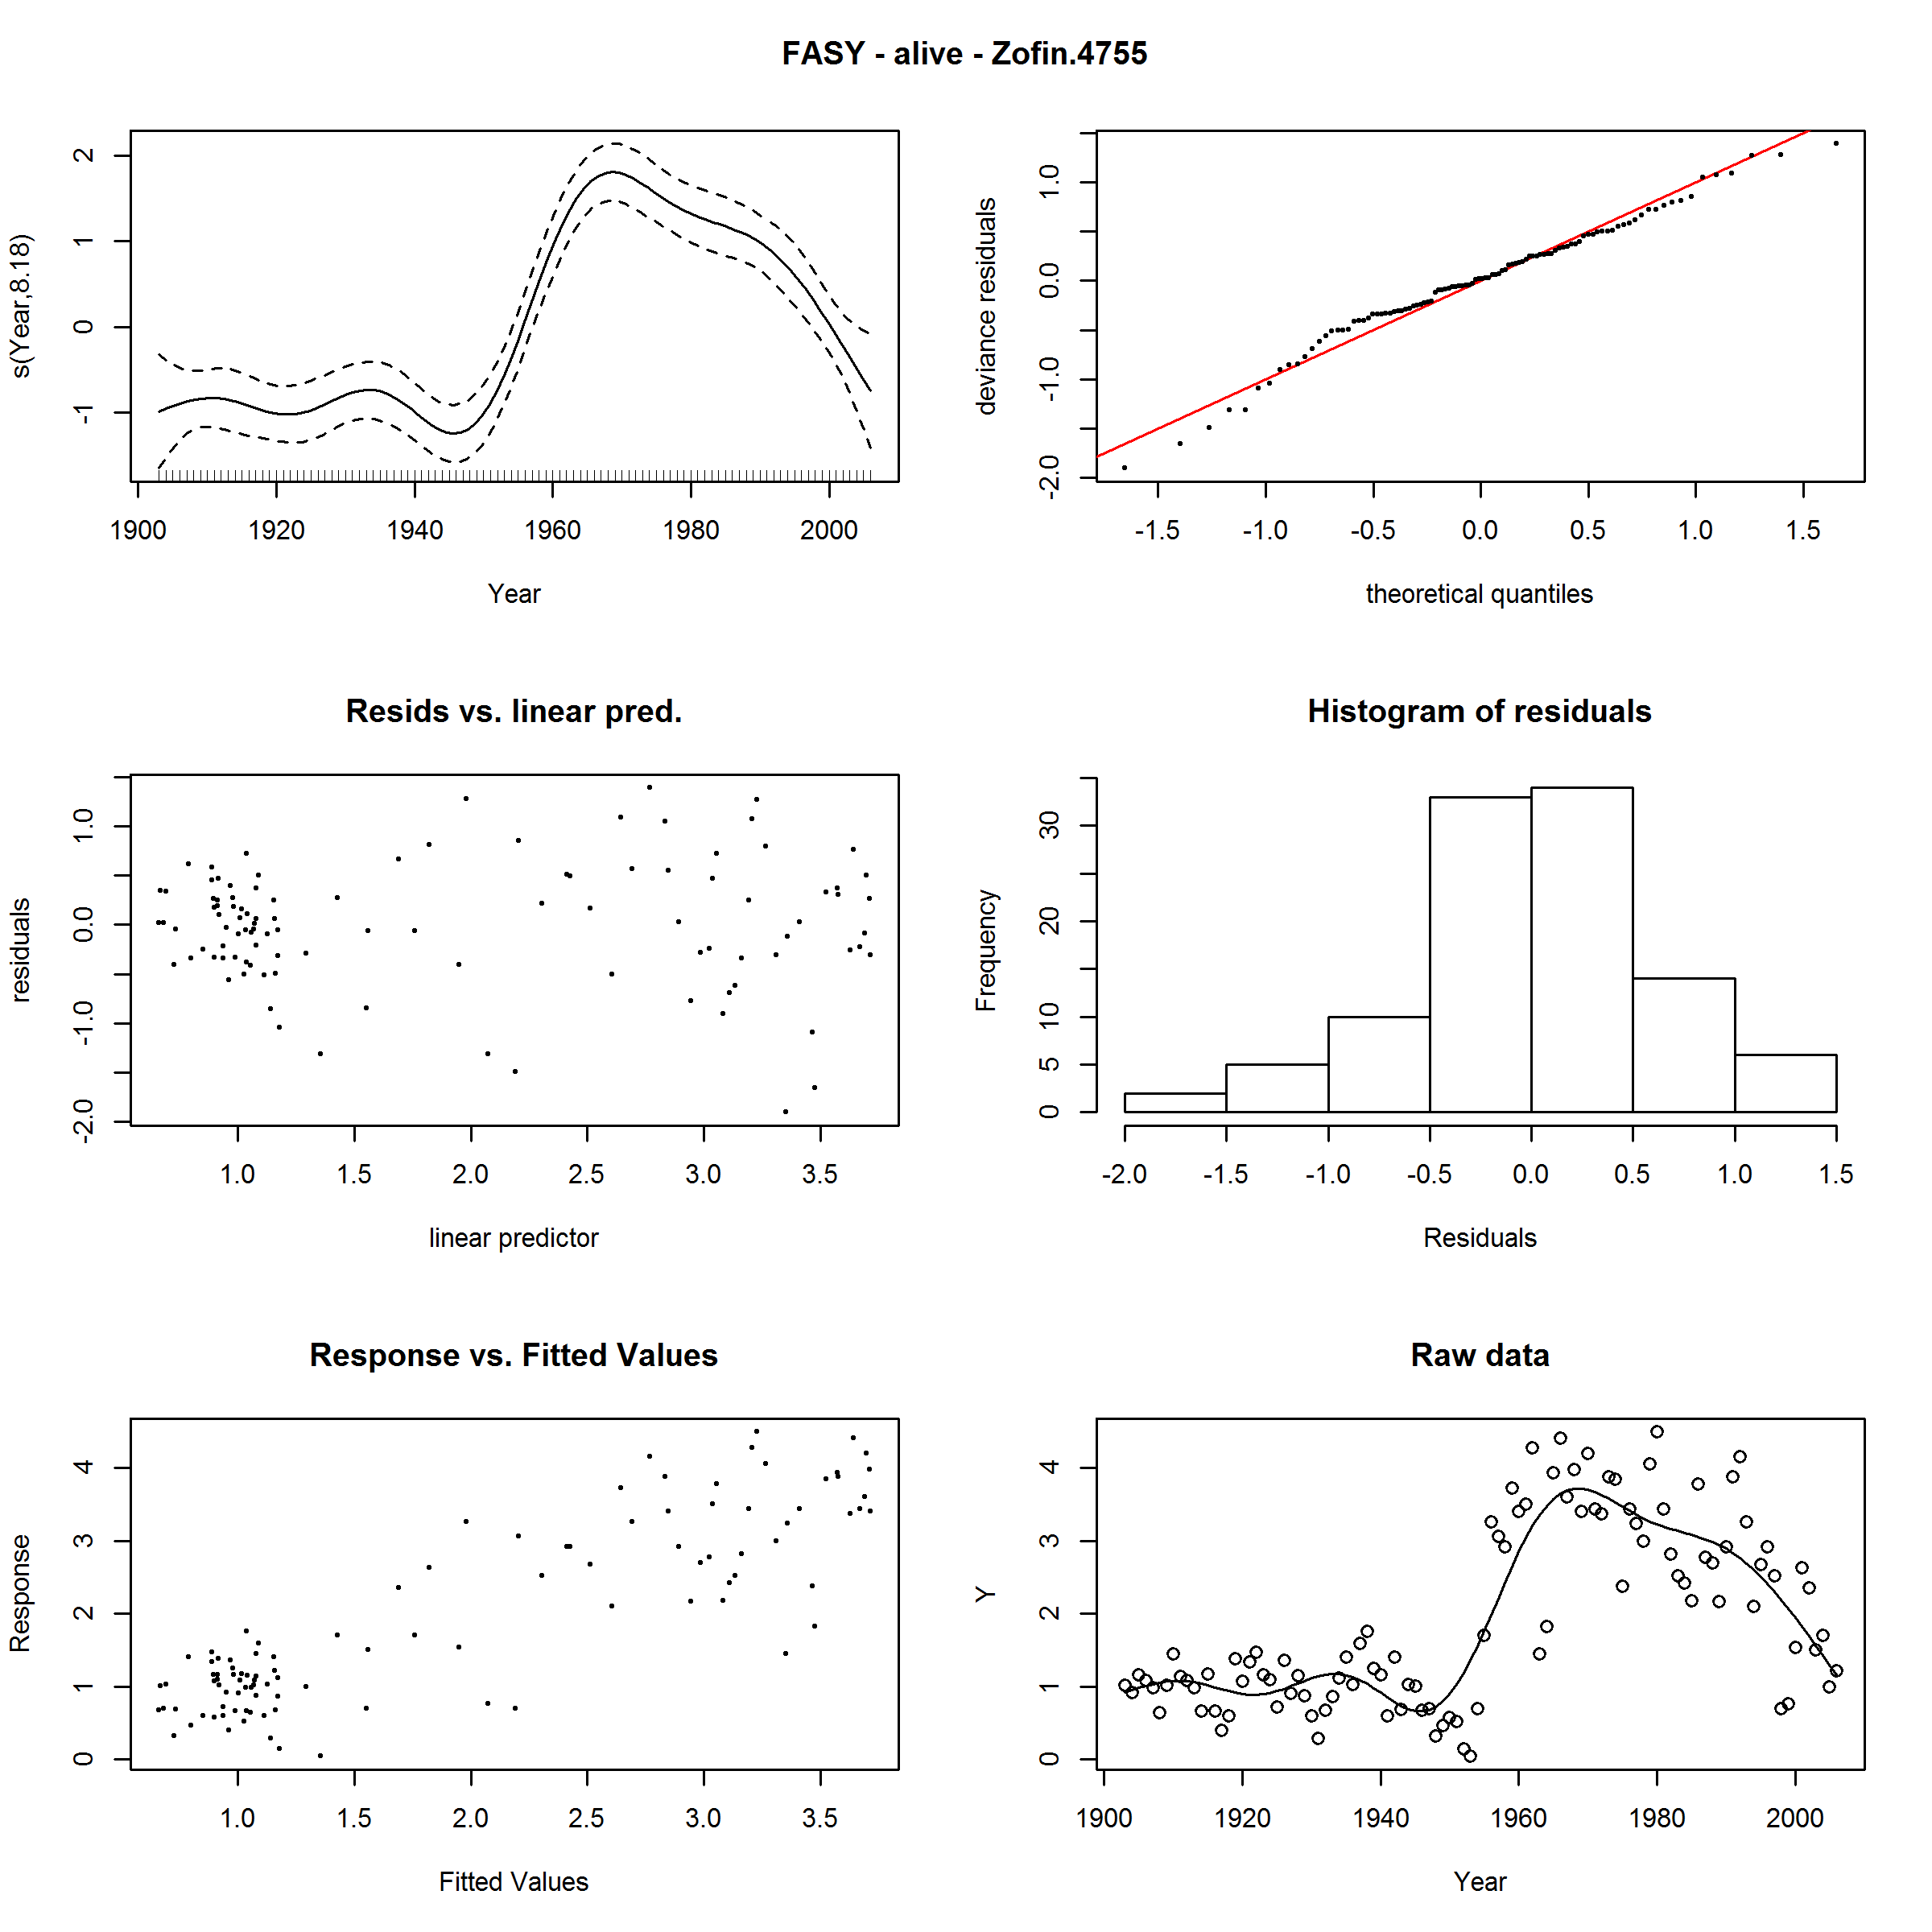 FASY - alive - Zofin.4755
s(Year,8.18)
2
1
0
-1
1900 1920 1940 1960 1980 2000
Year
deviance residuals
1.0
0.0
-1.0
-2.0
-1.5 -1.0 -0.5 0.0 0.5 1.0 1.5
theoretical quantiles
Resids vs. linear pred.
residuals
1.0
0.0
-1.0
-2.0
1.0 1.5 2.0 2.5 3.0 3.5
linear predictor
Histogram of residuals
Frequency
30
20
10
5
0
-2.0 -1.5 -1.0 -0.5 0.0 0.5 1.0 1.5
Residuals
Response vs. Fitted Values
Response
4
3
2
1
0
1.0 1.5 2.0 2.5 3.0 3.5
Fitted Values
Raw data
Y
4
3
2
1
0
1900 1920 1940 1960 1980 2000
Year